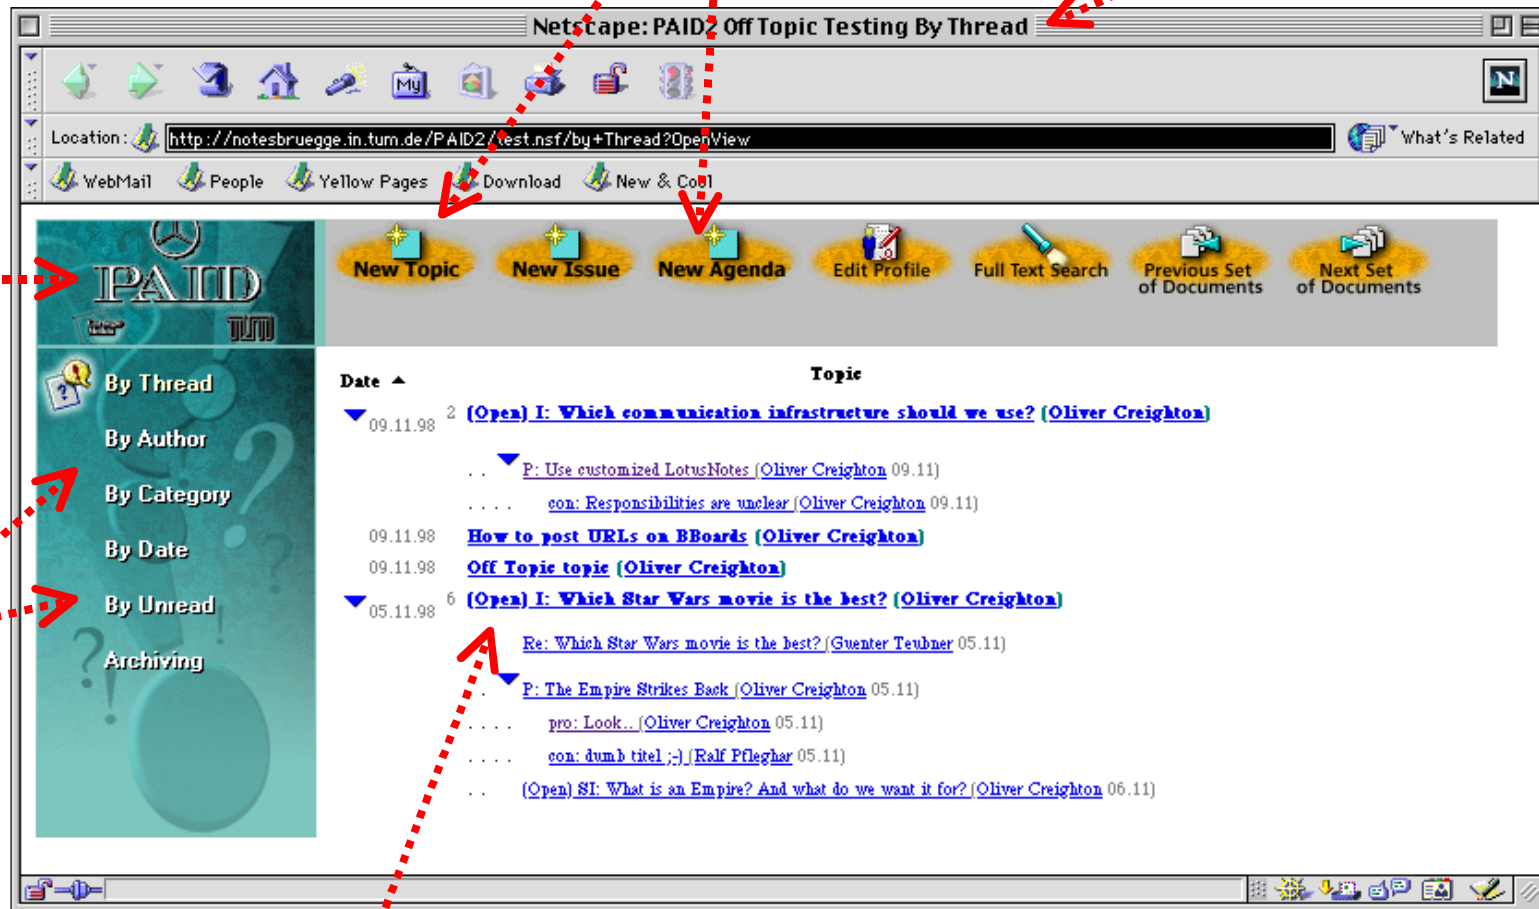 Netscape: PAID2 Off Topic Testing By Thread
My
N
Location: http://notesbruegge.in.tum.de/PAID2/test.nsf/by+Thread?OpenView
What's Related
WebMail People Yellow Pages Download New & Cool
PAID
TUM
New Topic New Issue New Agenda Edit Profile Full Text Search Previous Set of Documents Next Set of Documents
By Thread
By Author
By Category
By Date
By Unread
Archiving
Date Topic
09.11.98 2 (Open) I: Which communication infrastructure should we use? (Oliver Creighton)
. . P: Use customized LotusNotes (Oliver Creighton 09.11)
. . . . con: Responsibilities are unclear (Oliver Creighton 09.11)
09.11.98 How to post URLs on BBoards (Oliver Creighton)
09.11.98 Off Topic topic (Oliver Creighton)
05.11.98 6 (Open) I: Which Star Wars movie is the best? (Oliver Creighton)
Re: Which Star Wars movie is the best? (Guenter Teubner 05.11)
. P: The Empire Strikes Back (Oliver Creighton 05.11)
. . . . pro: Look.. (Oliver Creighton 05.11)
. . . . con: dumb titel ;-) (Ralf Pfleghar 05.11)
. . (Open) SI: What is an Empire? And what do we want it for? (Oliver Creighton 06.11)